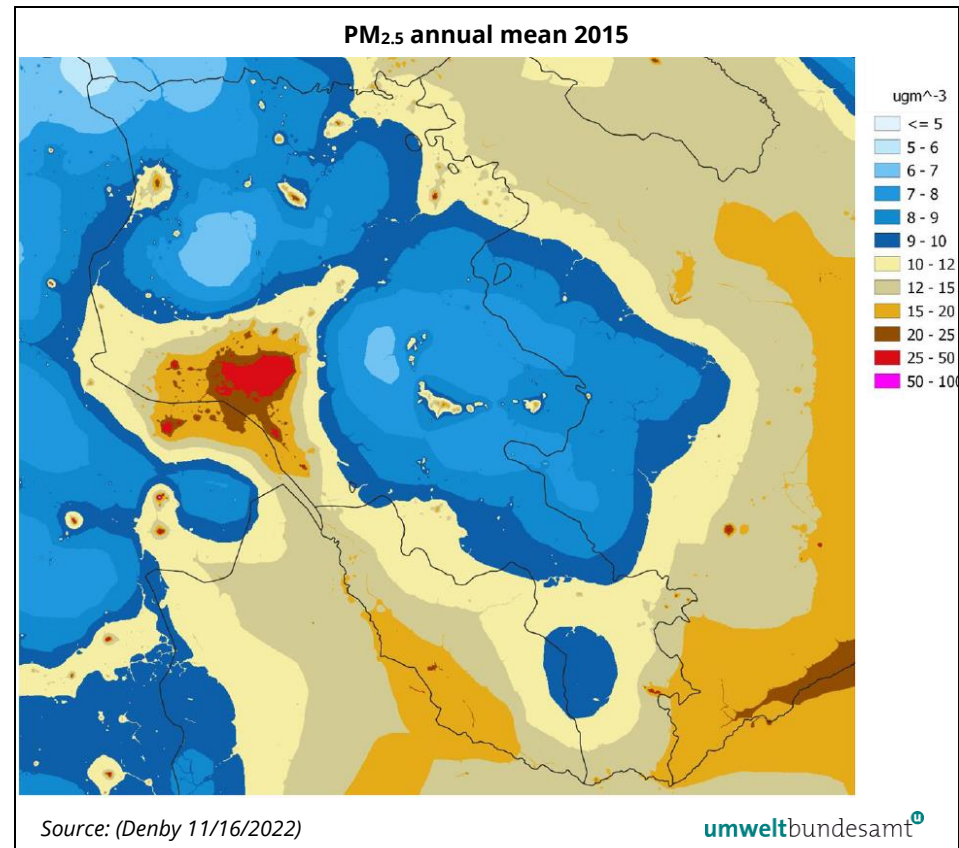 PM2.5 annual mean 2015
ugm^-3
<= 5
5 - 6
6 - 7
7 - 8
8 - 9
9 - 10
10 - 12
12 - 15
15 - 20
20 - 25
25 - 50
50 - 100
Source: (Denby 11/16/2022)
umweltbundesamt u